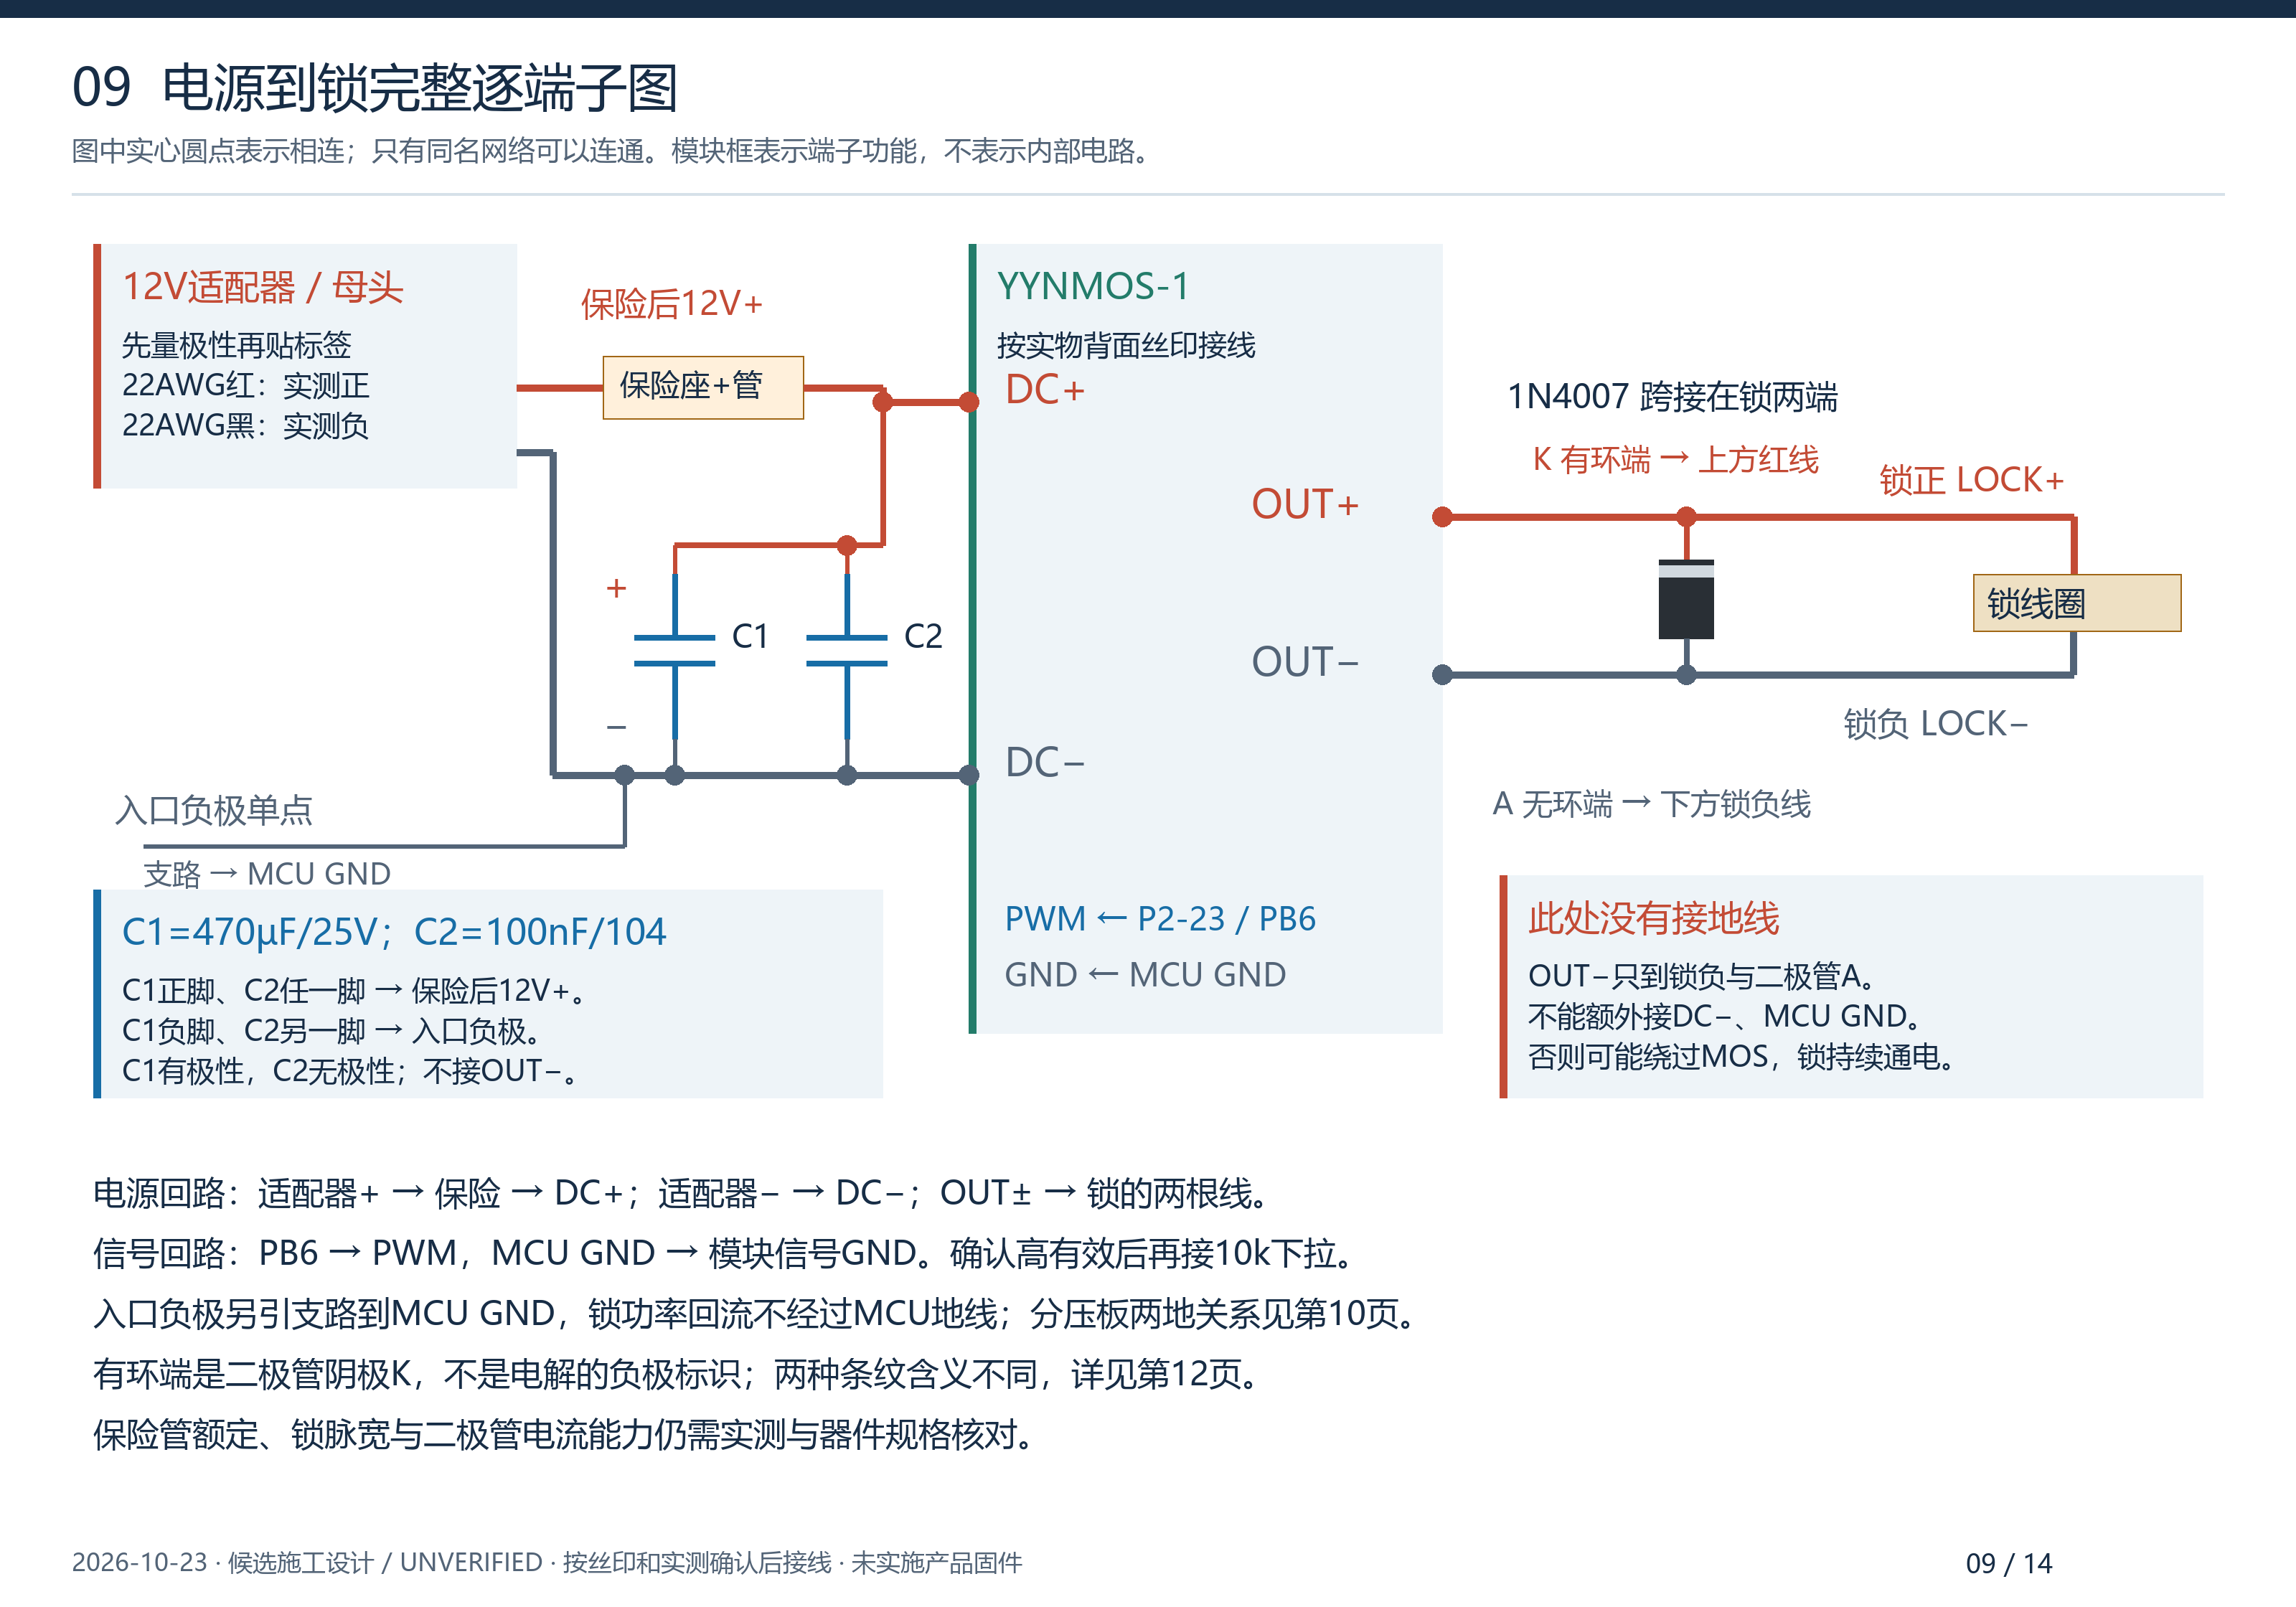 09 电源到锁完整逐端子图
图中实心圆点表示相连；只有同名网络可以连通。模块框表示端子功能，不表示内部电路。
12V适配器 / 母头
先量极性再贴标签
22AWG红：实测正
22AWG黑：实测负
保险后12V+
保险座+管
YYNMOS-1
按实物背面丝印接线
DC+
OUT+
OUT−
DC−
PWM ← P2-23 / PB6
GND ← MCU GND
1N4007 跨接在锁两端
K 有环端 → 上方红线
锁正 LOCK+
锁线圈
锁负 LOCK−
A 无环端 → 下方锁负线
+
C1
C2
−
入口负极单点
支路 → MCU GND
C1=470µF/25V；C2=100nF/104
C1正脚、C2任一脚 → 保险后12V+。
C1负脚、C2另一脚 → 入口负极。
C1有极性，C2无极性；不接OUT−。
此处没有接地线
OUT−只到锁负与二极管A。
不能额外接DC−、MCU GND。
否则可能绕过MOS，锁持续通电。
电源回路：适配器+ → 保险 → DC+；适配器− → DC−；OUT± → 锁的两根线。
信号回路：PB6 → PWM，MCU GND → 模块信号GND。确认高有效后再接10k下拉。
入口负极另引支路到MCU GND，锁功率回流不经过MCU地线；分压板两地关系见第10页。
有环端是二极管阴极K，不是电解的负极标识；两种条纹含义不同，详见第12页。
保险管额定、锁脉宽与二极管电流能力仍需实测与器件规格核对。
2026-10-23 · 候选施工设计 / UNVERIFIED · 按丝印和实测确认后接线 · 未实施产品固件
09 / 14